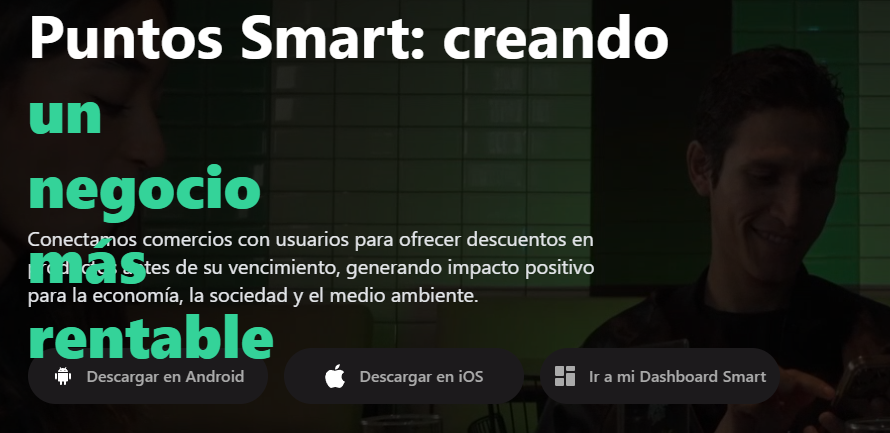 Puntos Smart: creando
un
negocio
más
rentable
Conectamos comercios con usuarios para ofrecer descuentos en
productos antes de su vencimiento, generando impacto positivo
para la economía, la sociedad y el medio ambiente.
Descargar en Android
Descargar en iOS
Ir a mi Dashboard Smart